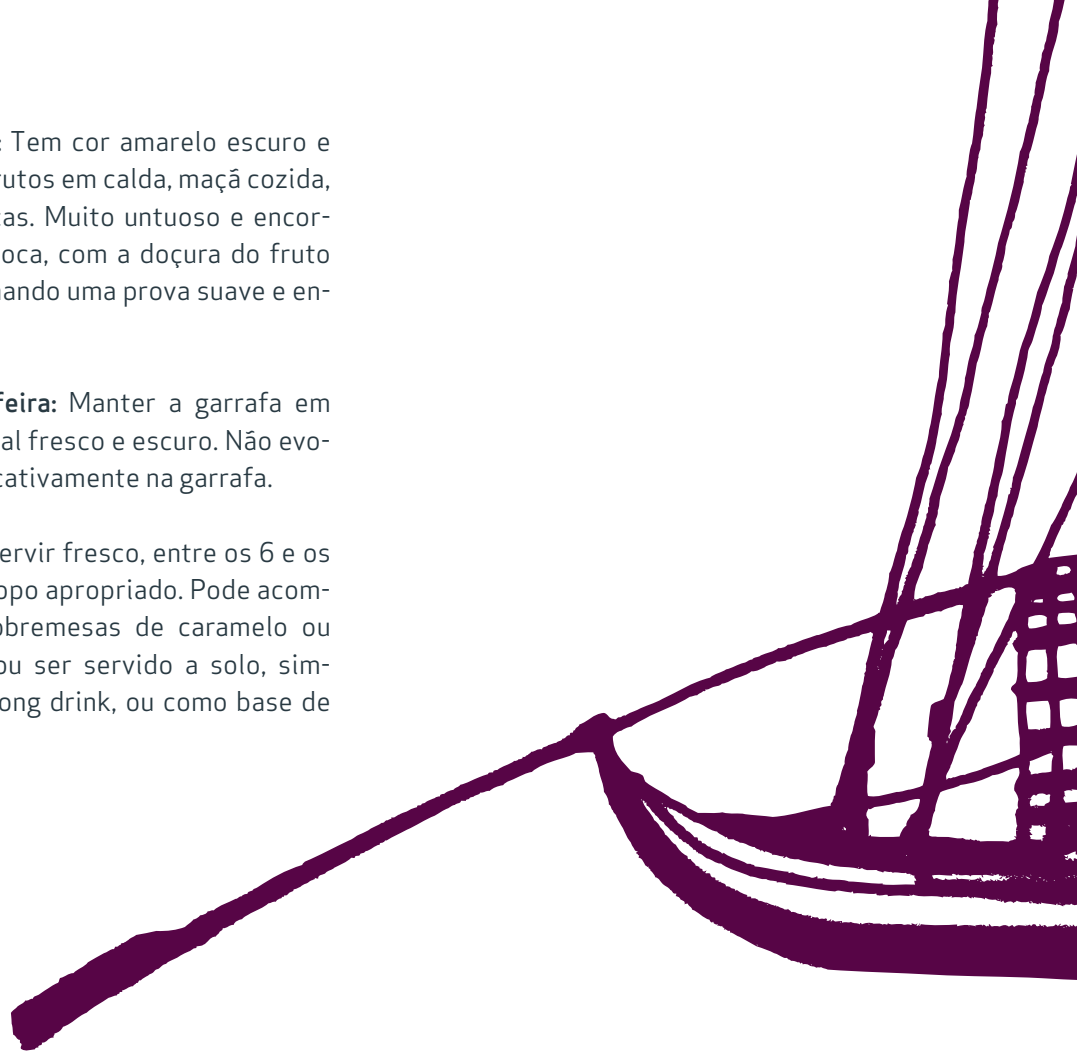 : Tem cor amarelo escuro e
rutos em calda, maçã cozida,
as. Muito untuoso e encor-
oca, com a doçura do fruto
ando uma prova suave e en-
feira: Manter a garrafa em
al fresco e escuro. Não evo-
cativamente na garrafa.
ervir fresco, entre os 6 e os
opo apropriado. Pode acom-
obremesas de caramelo ou
ou ser servido a solo, sim-
ong drink, ou como base de